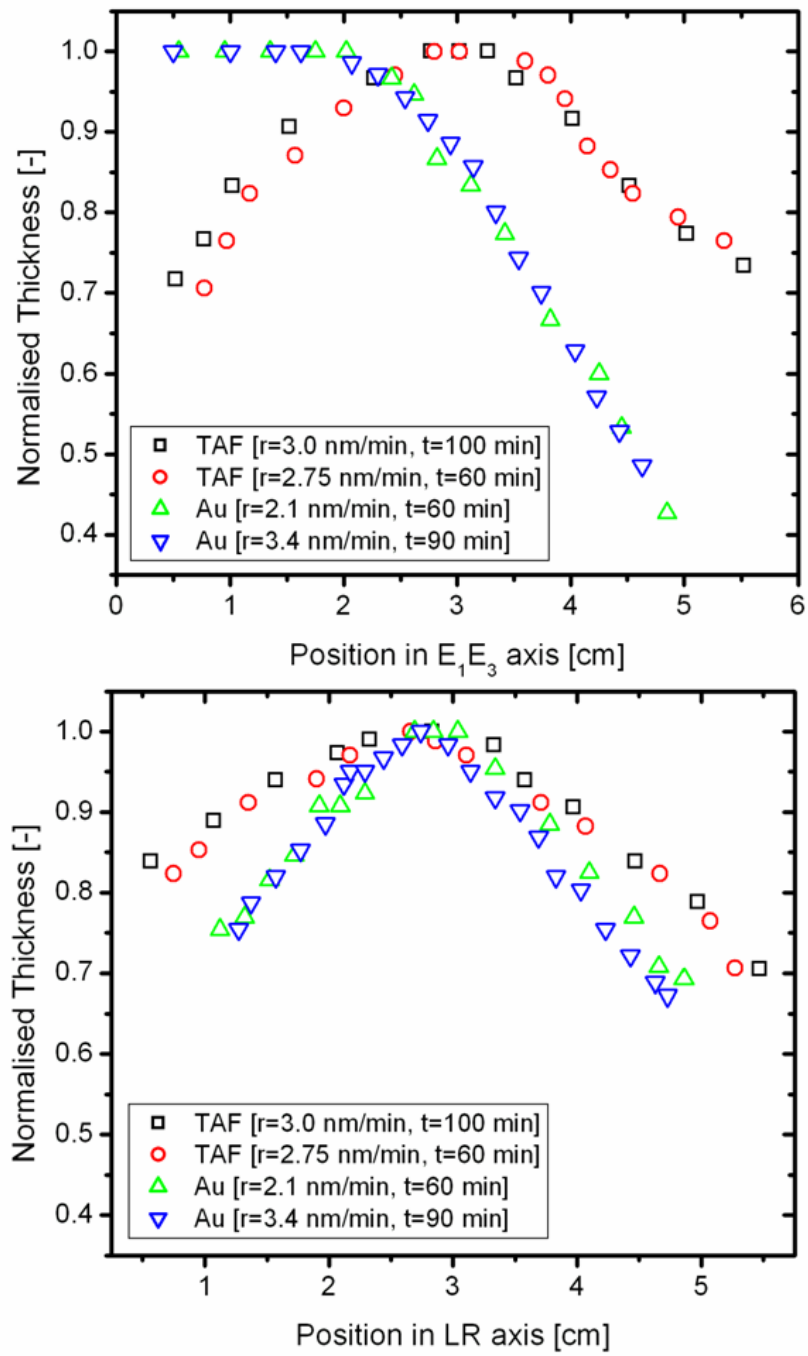 1.0
0.9
0.8
0.7
0.6
0.5
0.4
Normalised Thickness [-]
TAF [r=3.0 nm/min, t=100 min]
TAF [r=2.75 nm/min, t=60 min]
Au [r=2.1 nm/min, t=60 min]
Au [r=3.4 nm/min, t=90 min]
0 1 2 3 4 5 6
Position in E₁E₃ axis [cm]
1.0
0.9
0.8
0.7
0.6
0.5
0.4
Normalised Thickness [-]
TAF [r=3.0 nm/min, t=100 min]
TAF [r=2.75 nm/min, t=60 min]
Au [r=2.1 nm/min, t=60 min]
Au [r=3.4 nm/min, t=90 min]
1 2 3 4 5
Position in LR axis [cm]